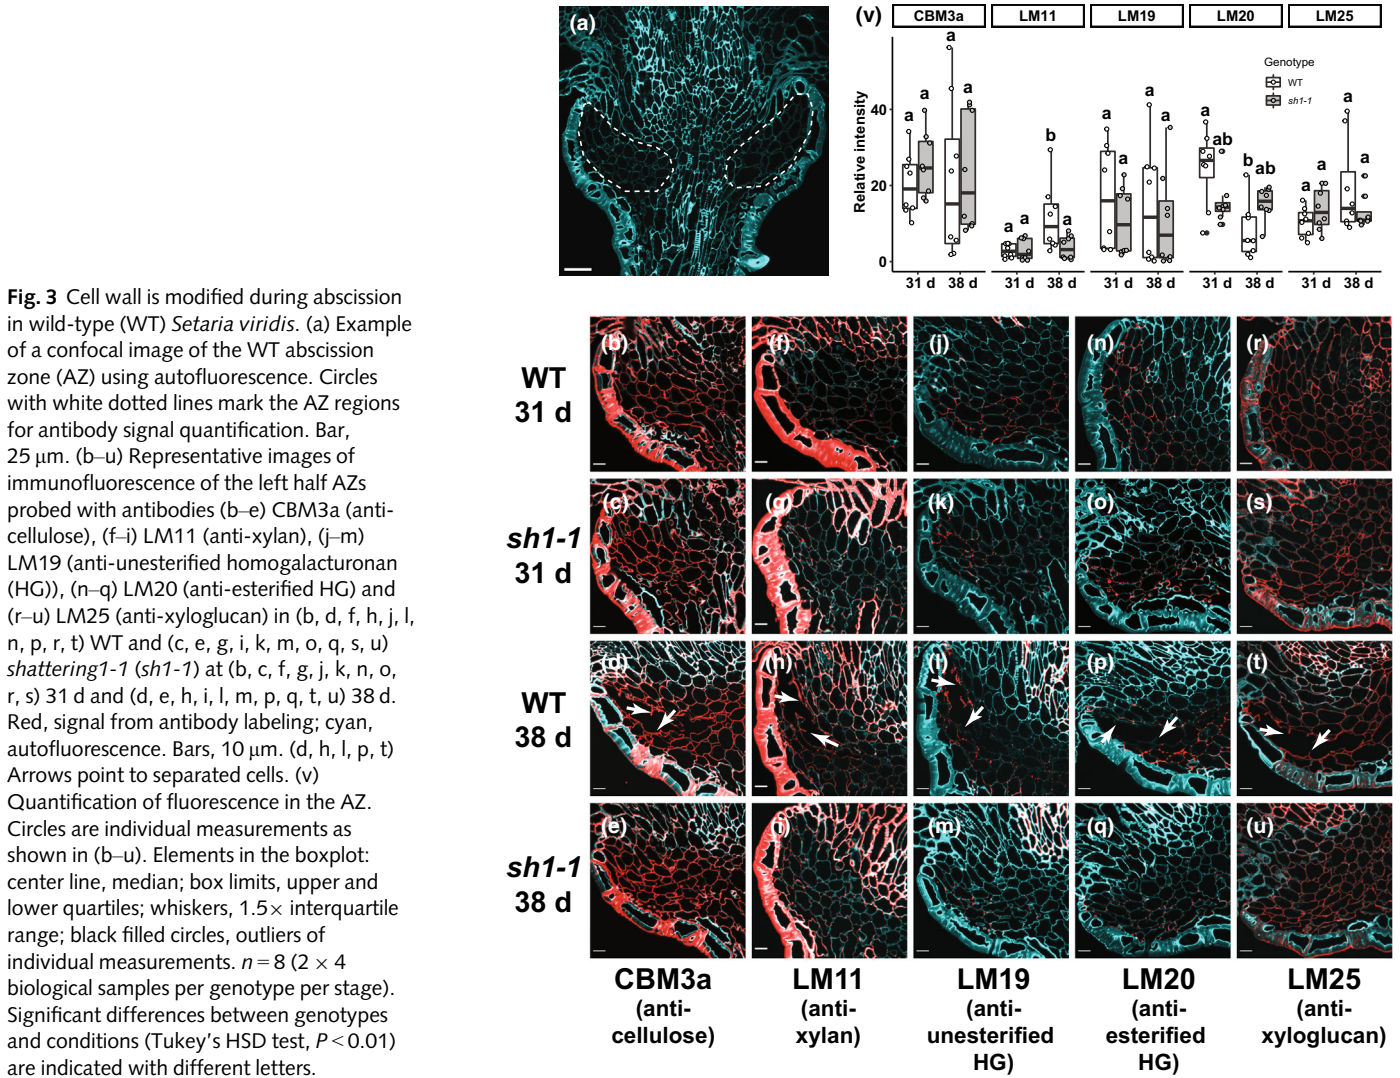 Fig. 3 Cell wall is modified during abscission
in wild-type (WT) Setaria viridis. (a) Example
of a confocal image of the WT abscission
zone (AZ) using autofluorescence. Circles
with white dotted lines mark the AZ regions
for antibody signal quantification. Bar,
25 μm. (b–u) Representative images of
immunofluorescence of the left half AZs
probed with antibodies (b–e) CBM3a (anti-
cellulose), (f–i) LM11 (anti-xylan), (j–m)
LM19 (anti-unesterified homogalacturonan
(HG)), (n–q) LM20 (anti-esterified HG) and
(r–u) LM25 (anti-xyloglucan) in (b, d, f, h, j, l,
n, p, r, t) WT and (c, e, g, i, k, m, o, q, s, u)
shattering1-1 (sh1-1) at (b, c, f, g, j, k, n, o,
r, s) 31 d and (d, e, h, i, l, m, p, q, t, u) 38 d.
Red, signal from antibody labeling; cyan,
autofluorescence. Bars, 10 μm. (d, h, l, p, t)
Arrows point to separated cells. (v)
Quantification of fluorescence in the AZ.
Circles are individual measurements as
shown in (b–u). Elements in the boxplot:
center line, median; box limits, upper and
lower quartiles; whiskers, 1.5× interquartile
range; black filled circles, outliers of
individual measurements. n = 8 (2 × 4
biological samples per genotype per stage).
Significant differences between genotypes
and conditions (Tukey's HSD test, P < 0.01)
are indicated with different letters.
(a)
(v)
CBM3a LM11 LM19 LM20 LM25
Relative intensity
40
20
0
a a a a
a a b a
a a a a
a ab b ab
a a a a
Genotype
WT
sh1-1
31 d 38 d 31 d 38 d 31 d 38 d 31 d 38 d 31 d 38 d
WT
31 d
(b) (f) (j) (n) (r)
sh1-1
31 d
(c) (g) (k) (o) (s)
WT
38 d
(d) (h) (l) (p) (t)
sh1-1
38 d
(e) (i) (m) (q) (u)
CBM3a
(anti-
cellulose)
LM11
(anti-
xylan)
LM19
(anti-
unesterified
HG)
LM20
(anti-
esterified
HG)
LM25
(anti-
xyloglucan)